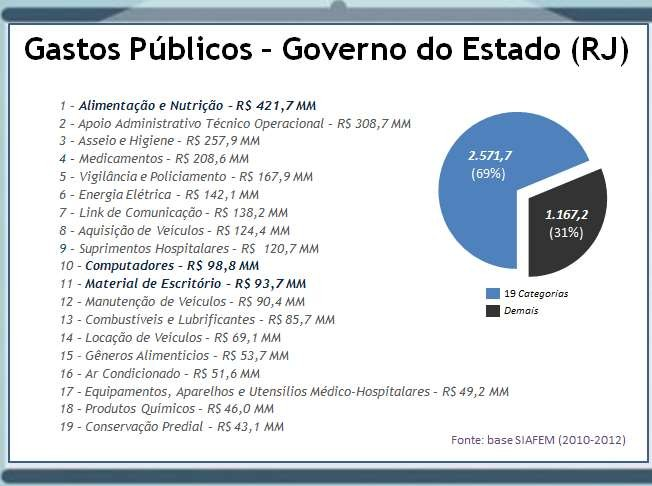 Gastos Públicos – Governo do Estado (RJ)
1 – Alimentação e Nutrição – R$ 421,7 MM
2 – Apoio Administrativo Técnico Operacional – R$ 308,7 MM
3 – Asseio e Higiene – R$ 257,9 MM
4 – Medicamentos – R$ 208,6 MM
5 – Vigilância e Policiamento – R$ 167,9 MM
6 – Energia Elétrica – R$ 142,1 MM
7 – Link de Comunicação – R$ 138,2 MM
8 – Aquisição de Veículos – R$ 124,4 MM
9 – Suprimentos Hospitalares – R$ 120,7 MM
10 – Computadores – R$ 98,8 MM
11 – Material de Escritório – R$ 93,7 MM
12 – Manutenção de Veículos – R$ 90,4 MM
13 – Combustíveis e Lubrificantes – R$ 85,7 MM
14 – Locação de Veículos – R$ 69,1 MM
15 – Gêneros Alimentícios – R$ 53,7 MM
16 – Ar Condicionado – R$ 51,6 MM
17 – Equipamentos, Aparelhos e Utensílios Médico-Hospitalares – R$ 49,2 MM
18 – Produtos Químicos – R$ 46,0 MM
19 – Conservação Predial – R$ 43,1 MM
2.571,7
(69%)
1.167,2
(31%)
19 Categorias
Demais
Fonte: base SIAFEM (2010-2012)